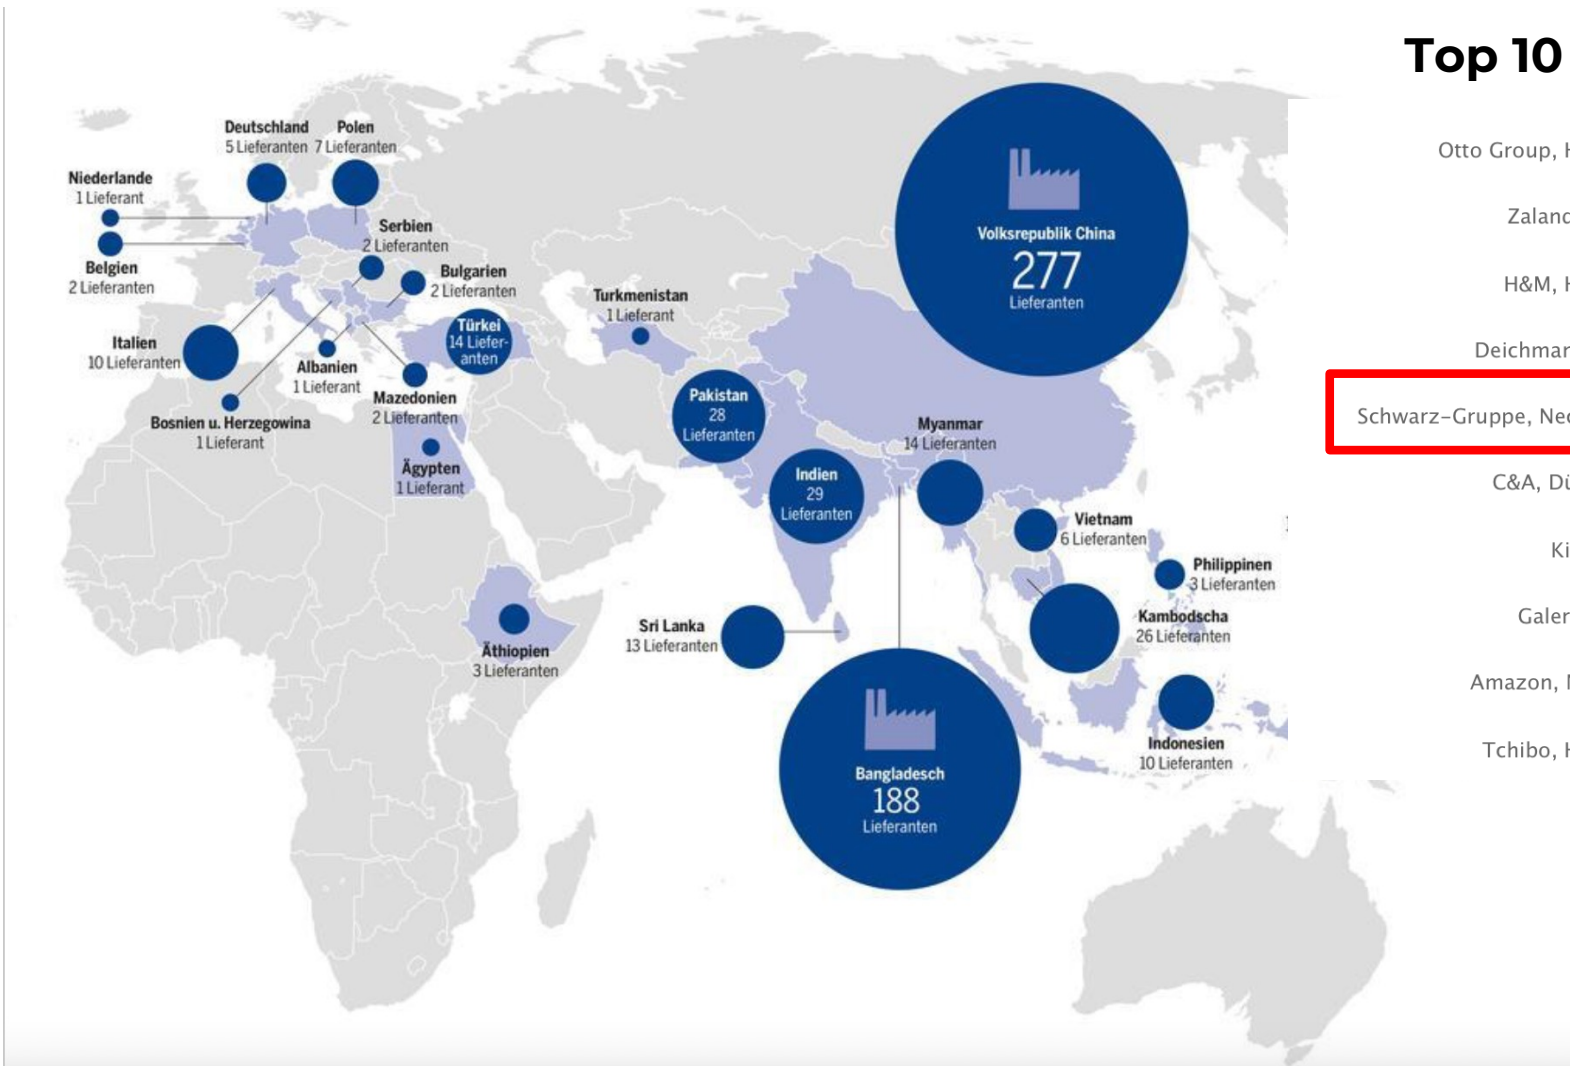 Top 10
Deutschland
5 Lieferanten
Polen
7 Lieferanten
Niederlande
1 Lieferant
Belgien
2 Lieferanten
Serbien
2 Lieferanten
Bulgarien
2 Lieferanten
Italien
10 Lieferanten
Türkei
14 Liefer-
anten
Albanien
1 Lieferant
Mazedonien
2 Lieferanten
Bosnien u. Herzegowina
1 Lieferant
Ägypten
1 Lieferant
Äthiopien
3 Lieferanten
Turkmenistan
1 Lieferant
Pakistan
28
Lieferanten
Indien
29
Lieferanten
Volksrepublik China
277
Lieferanten
Myanmar
14 Lieferanten
Vietnam
6 Lieferanten
Philippinen
3 Lieferanten
Kambodscha
26 Lieferanten
Sri Lanka
13 Lieferanten
Bangladesch
188
Lieferanten
Indonesien
10 Lieferanten
Otto Group, H
Zaland
H&M, H
Deichmar
Schwarz-Gruppe, Nec
C&A, Dü
Ki
Galer
Amazon, M
Tchibo, H